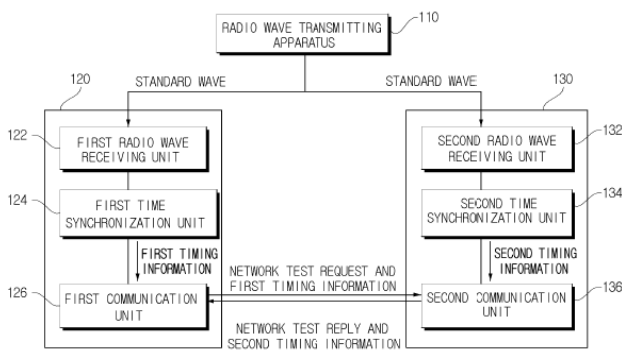 RADIO WAVE TRANSMITTING
APPARATUS
110
STANDARD WAVE
STANDARD WAVE
120
130
122
FIRST RADIO WAVE
RECEIVING UNIT
SECOND RADIO WAVE
RECEIVING UNIT
132
124
FIRST TIME
SYNCHRONIZATION UNIT
SECOND TIME
SYNCHRONIZATION UNIT
134
FIRST TIMING
INFORMATION
SECOND TIMING
INFORMATION
NETWORK TEST REQUEST AND
FIRST TIMING INFORMATION
126
FIRST COMMUNICATION
UNIT
SECOND COMMUNICATION
UNIT
136
NETWORK TEST REPLY AND
SECOND TIMING INFORMATION